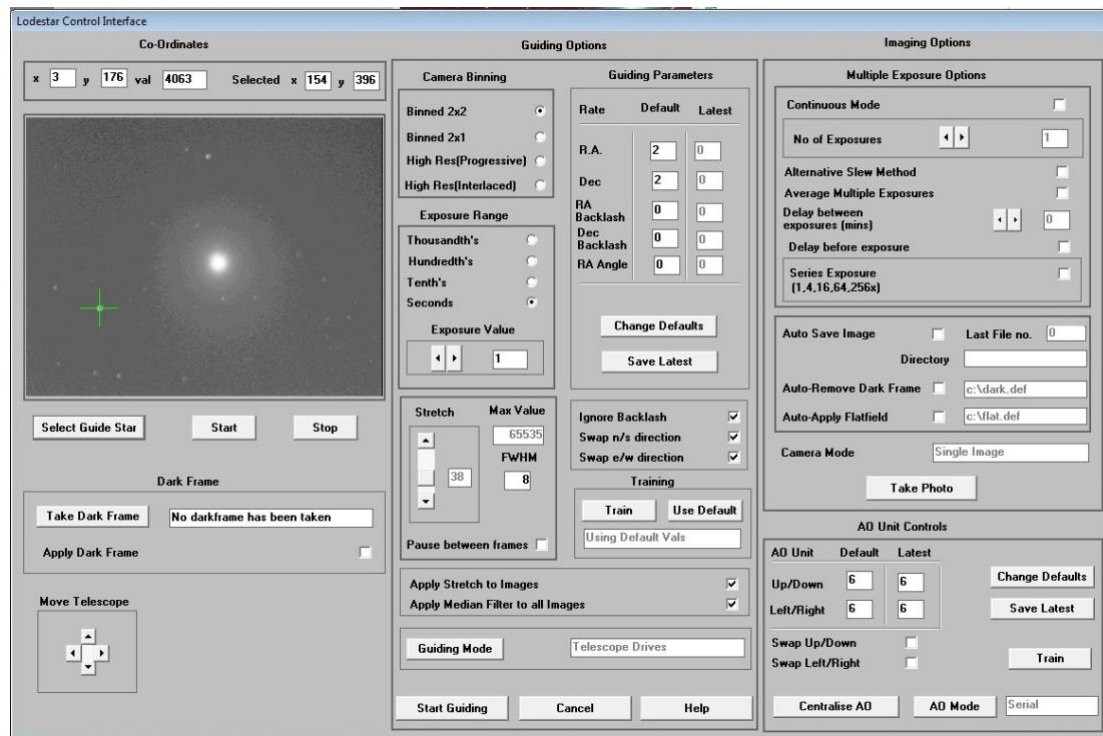 Lodestar Control Interface
Co-Ordinates
x 3 y 176 val 4063 Selected x 154 y 396
Select Guide Star Start Stop
Dark Frame
Take Dark Frame No darkframe has been taken
Apply Dark Frame
Move Telescope
Guiding Options
Camera Binning
Binned 2x2
Binned 2x1
High Res(Progressive)
High Res(Interlaced)
Exposure Range
Thousandth's
Hundredth's
Tenth's
Seconds
Exposure Value
1
Stretch Max Value
65535
FWHM
38 8
Pause between frames
Guiding Parameters
Rate Default Latest
R.A. 2 0
Dec 2 0
RA Backlash 0 0
Dec Backlash 0 0
RA Angle 0 0
Change Defaults
Save Latest
Ignore Backlash
Swap n/s direction
Swap e/w direction
Training
Train Use Default
Using Default Vals
Apply Stretch to Images
Apply Median Filter to all Images
Guiding Mode Telescope Drives
Start Guiding Cancel Help
Imaging Options
Multiple Exposure Options
Continuous Mode
No of Exposures 1
Alternative Slew Method
Average Multiple Exposures
Delay between
exposures (mins) 0
Delay before exposure
Series Exposure
(1,4,16,64,256x)
Auto Save Image Last File no. 0
Directory
Auto-Remove Dark Frame c:\dark.def
Auto-Apply Flatfield c:\flat.def
Camera Mode Single Image
Take Photo
AO Unit Controls
AO Unit Default Latest
Up/Down 6 6 Change Defaults
Left/Right 6 6 Save Latest
Swap Up/Down
Swap Left/Right Train
Centralise AO AO Mode Serial